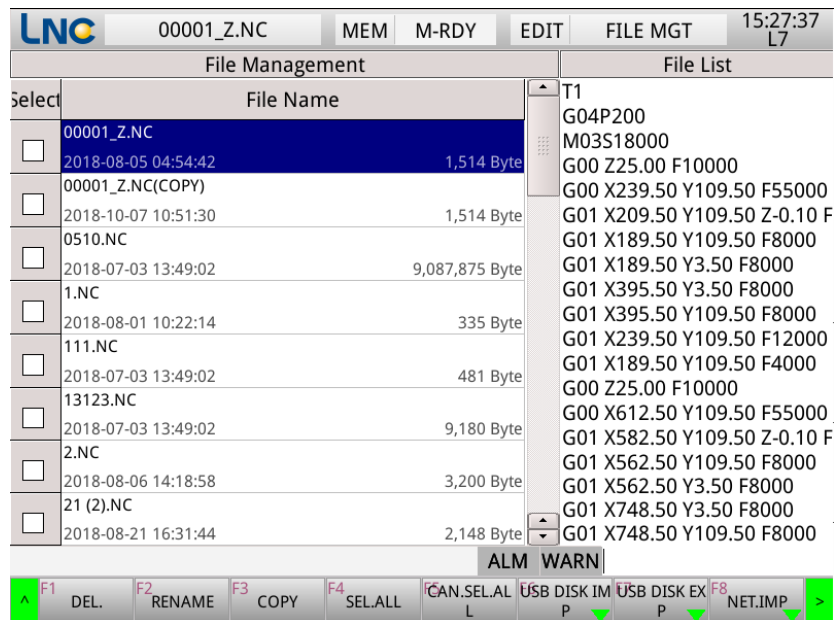 LNC 00001_Z.NC MEM M-RDY EDIT FILE MGT 15:27:37
L7
File Management File List
Select File Name
00001_Z.NC
2018-08-05 04:54:42 1,514 Byte
00001_Z.NC(COPY)
2018-10-07 10:51:30 1,514 Byte
0510.NC
2018-07-03 13:49:02 9,087,875 Byte
1.NC
2018-08-01 10:22:14 335 Byte
111.NC
2018-07-03 13:49:02 481 Byte
13123.NC
2018-07-03 13:49:02 9,180 Byte
2.NC
2018-08-06 14:18:58 3,200 Byte
21 (2).NC
2018-08-21 16:31:44 2,148 Byte
T1
G04P200
M03S18000
G00 Z25.00 F10000
G00 X239.50 Y109.50 F55000
G01 X209.50 Y109.50 Z-0.10 F
G01 X189.50 Y109.50 F8000
G01 X189.50 Y3.50 F8000
G01 X395.50 Y3.50 F8000
G01 X395.50 Y109.50 F8000
G01 X239.50 Y109.50 F12000
G01 X189.50 Y109.50 F4000
G00 Z25.00 F10000
G00 X612.50 Y109.50 F55000
G01 X582.50 Y109.50 Z-0.10 F
G01 X562.50 Y109.50 F8000
G01 X562.50 Y3.50 F8000
G01 X748.50 Y3.50 F8000
G01 X748.50 Y109.50 F8000
ALM WARN
^ F1 DEL. F2 RENAME F3 COPY F4 SEL.ALL F5 CAN.SEL.AL
L
F6 USB DISK IM
P
F7 USB DISK EX
P
F8 NET.IMP >